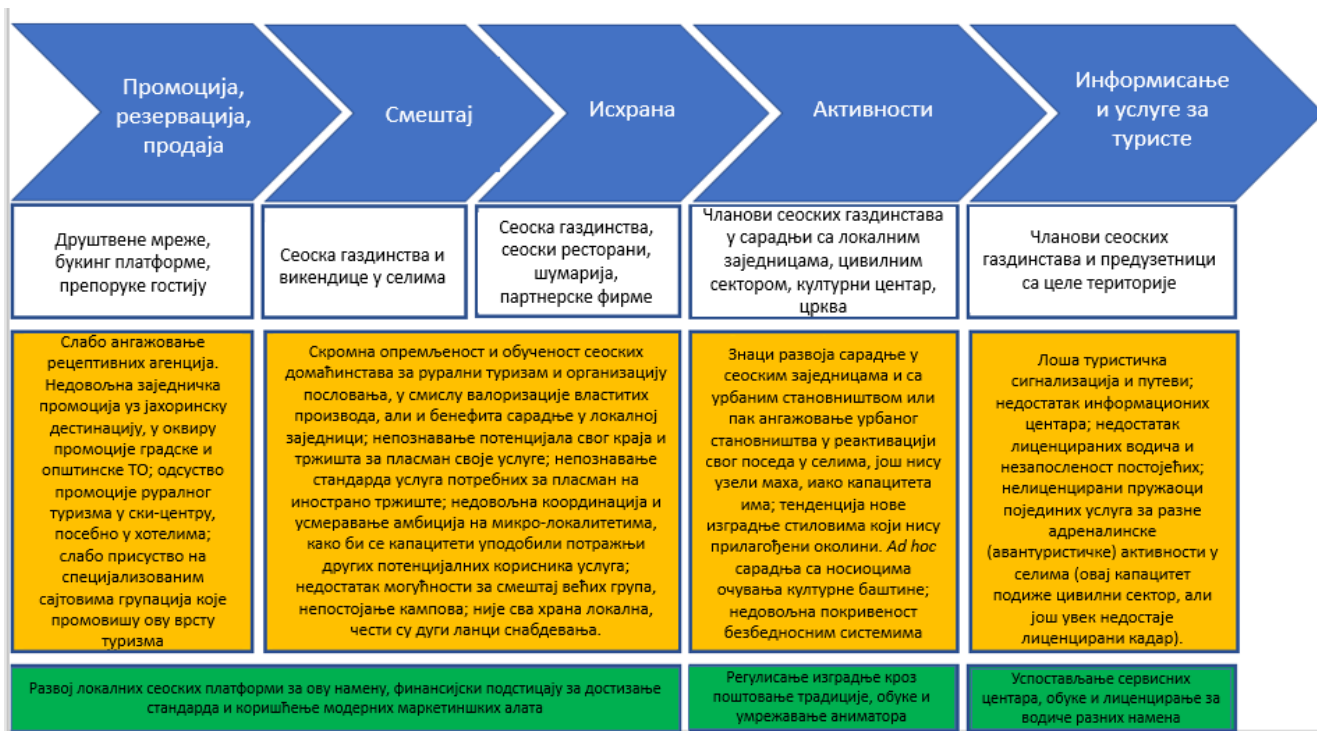 Промоција,
резервација,
продаја
Смештај
Исхрана
Активности
Информисање
и услуге за
туристе
Друштвене мреже,
букинг платформе,
препоруке гостију
Сеоска газдинства и
викендице у селима
Сеоска газдинства,
сеоски ресторани,
шумарија,
партнерске фирме
Чланови сеоских газдинстава
у сарадњи са локалним
заједницама, цивилним
сектором, културни центар,
црква
Чланови сеоских
газдинстава и предузетници
са целе територије
Слабо ангажовање
рецептивних агенција.
Недовољна заједничка
промоција уз јахоринску
дестинацију, у оквиру
промоције градске и
општинске ТО; одсуство
промоције руралног
туризма у ски-центру,
посебно у хотелима;
слабо присуство на
специјализованим
сајтовима групација које
промовишу ову врсту
туризма
Скромна опремљеност и обученост сеоских
домаћинстава за рурални туризам и организацију
пословања, у смислу валоризације властитих
производа, али и бенефита сарадње у локалној
заједници; непознавање потенцијала свог краја и
тржишта за пласман своје услуге; непознавање
стандарда услуга потребних за пласман на
инострано тржиште; недовољна координација и
усмеравање амбиција на микро-локалитетима,
како би се капацитети уподобили потражњи
других потенцијалних корисника услуга;
недостатак могућности за смештај већих група,
непостојање кампова; није сва храна локална,
чести су дуги ланци снабдевања.
Знаци развоја сарадње у
сеоским заједницама и са
урбаним становништвом или
пак ангажовање урбаног
становништва у реактивацији
свог поседа у селима, још нису
узели маха, иако капацитета
има; тенденција нове
изградње стиловима који нису
прилагођени околини. Ad hoc
сарадња са носиоцима
очувања културне баштине;
недовољна покривеност
безбедносним системима
Лоша туристичка
сигнализација и путеви;
недостатак информационих
центара; недостатак
лиценцираних водича и
незапосленост постојећих;
нелиценцирани пружаоци
појединих услуга за разне
адреналинске
(авантуристичке) активности у
селима (овај капацитет
подиже цивилни сектор, али
још увек недостаје
лиценцирани кадар).
Развој локалних сеоских платформи за ову намену, финансијски подстицају за достизање
стандарда и коришћење модерних маркетиншких алата
Регулисање изградње кроз
поштовање традиције, обуке и
умрежавање аниматора
Успостављање сервисних
центара, обуке и лиценцирање за
водиче разних намена